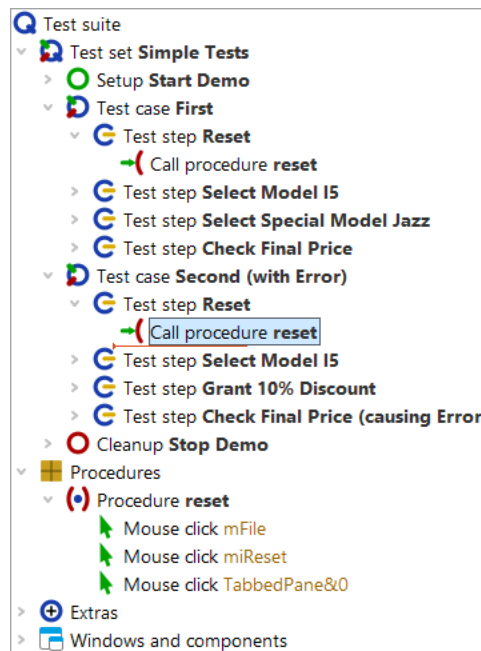 Test suite
Test set Simple Tests
Setup Start Demo
Test case First
Test step Reset
Call procedure reset
Test step Select Model I5
Test step Select Special Model Jazz
Test step Check Final Price
Test case Second (with Error)
Test step Reset
Call procedure reset
Test step Select Model I5
Test step Grant 10% Discount
Test step Check Final Price (causing Error
Cleanup Stop Demo
Procedures
Procedure reset
Mouse click mFile
Mouse click miReset
Mouse click TabbedPane&0
Extras
Windows and components